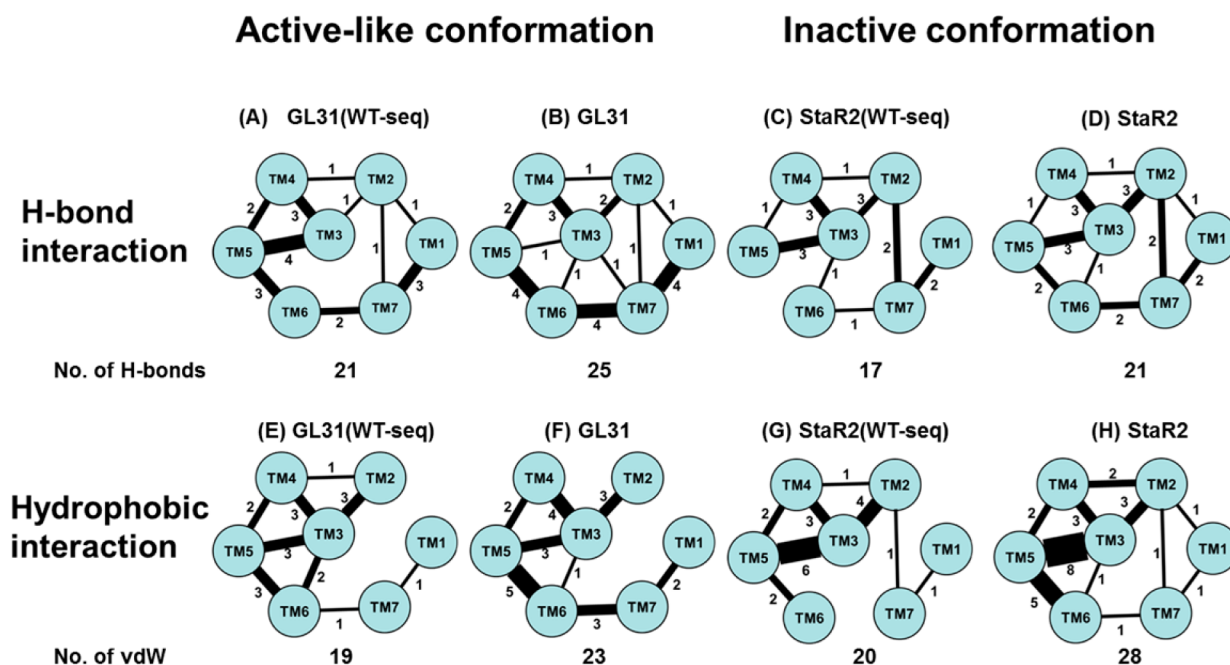 Active-like conformation Inactive conformation
(A) GL31(WT-seq) (B) GL31 (C) StaR2(WT-seq) (D) StaR2
H-bond interaction
TM4 1 TM2 TM4 1 TM2 TM4 1 TM2 TM4 1 TM2
2 3 1 1 2 3 2 1 1 3 3 1 3 3 1
TM3 TM1 TM3 TM1 TM3 TM1 TM3 TM1
TM5 4 1 TM5 1 1 TM5 3 2 TM5 3 2
3 3 4 1 1 4 1 2 2 1 2
TM6 2 TM7 TM6 4 TM7 TM6 1 TM7 TM6 2 TM7
No. of H-bonds 21 25 17 21
(E) GL31(WT-seq) (F) GL31 (G) StaR2(WT-seq) (H) StaR2
Hydrophobic interaction
TM4 1 TM2 TM4 TM2 TM4 1 TM2 TM4 2 TM2
2 3 3 2 4 3 2 3 4 2 3 3 1
TM3 TM1 TM3 TM1 TM3 TM1 TM3 TM1
TM5 3 TM5 3 TM5 6 1 TM5 8 1
3 2 1 5 1 2 2 1 5 1 1
TM6 1 TM7 TM6 3 TM7 TM6 TM7 TM6 1 TM7
No. of vdW 19 23 20 28